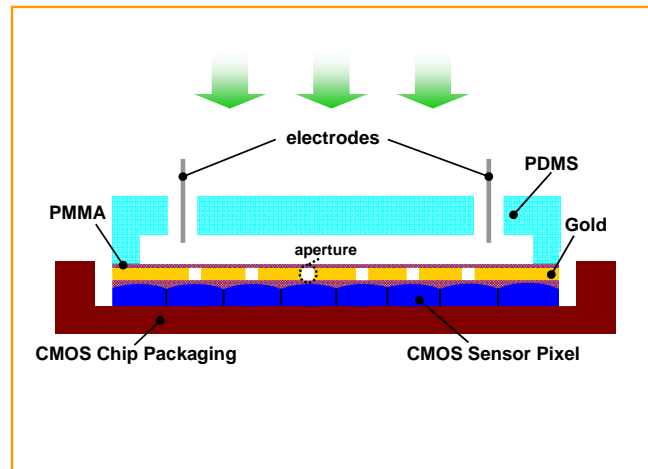 electrodes
PDMS
PMMA
Gold
aperture
CMOS Chip Packaging
CMOS Sensor Pixel